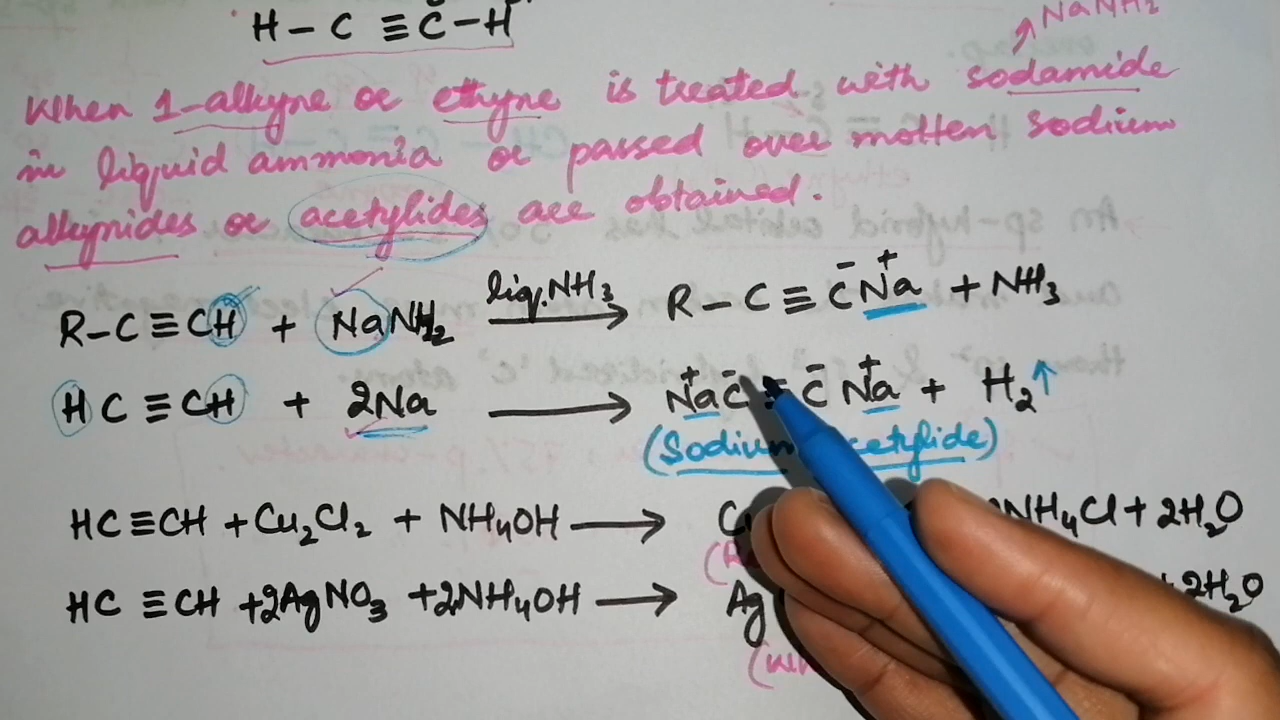 H – C ≡ C – H
NaNH2
When 1-alkyne or ethyne is treated with sodamide
in liquid ammonia or passed over molten sodium
alkynides or acetylides are obtained.
R–C≡CH + NaNH2 liq.NH3 → R – C ≡ C̄ Na⁺ + NH3
HC ≡ CH + 2Na → Na⁺ C̄ ≡ C̄ Na⁺ + H2 ↑
(Sodium acetylide)
HC ≡ CH + Cu2Cl2 + NH4OH → NH4Cl + 2H2O
HC ≡ CH + 2AgNO3 + 2NH4OH → Ag 2H2O